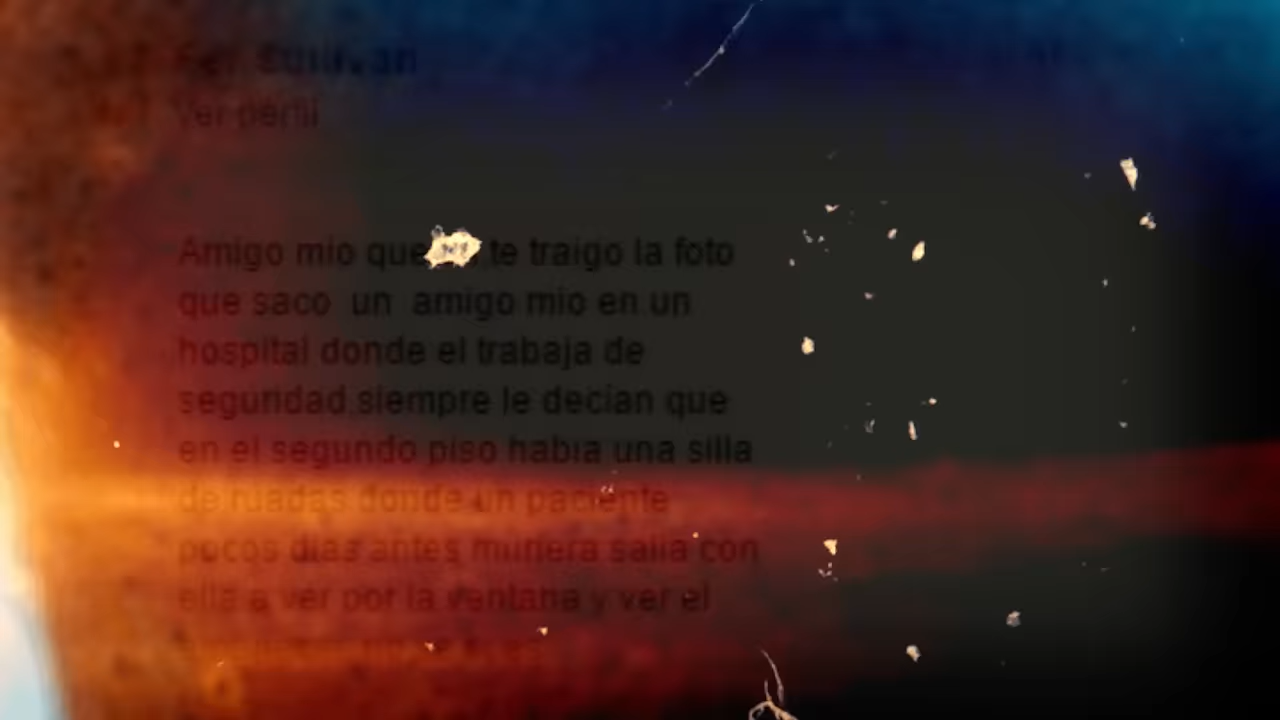 Ver perfil
Amigo mio que te traigo la foto
que saco un amigo mio en un
hospital donde el trabaja de
seguridad,siempre le decian que
en el segundo piso habia una silla
de ruadas donde un paciente
pocos dias antes muriera salia con
ella a ver por la ventana y ver el